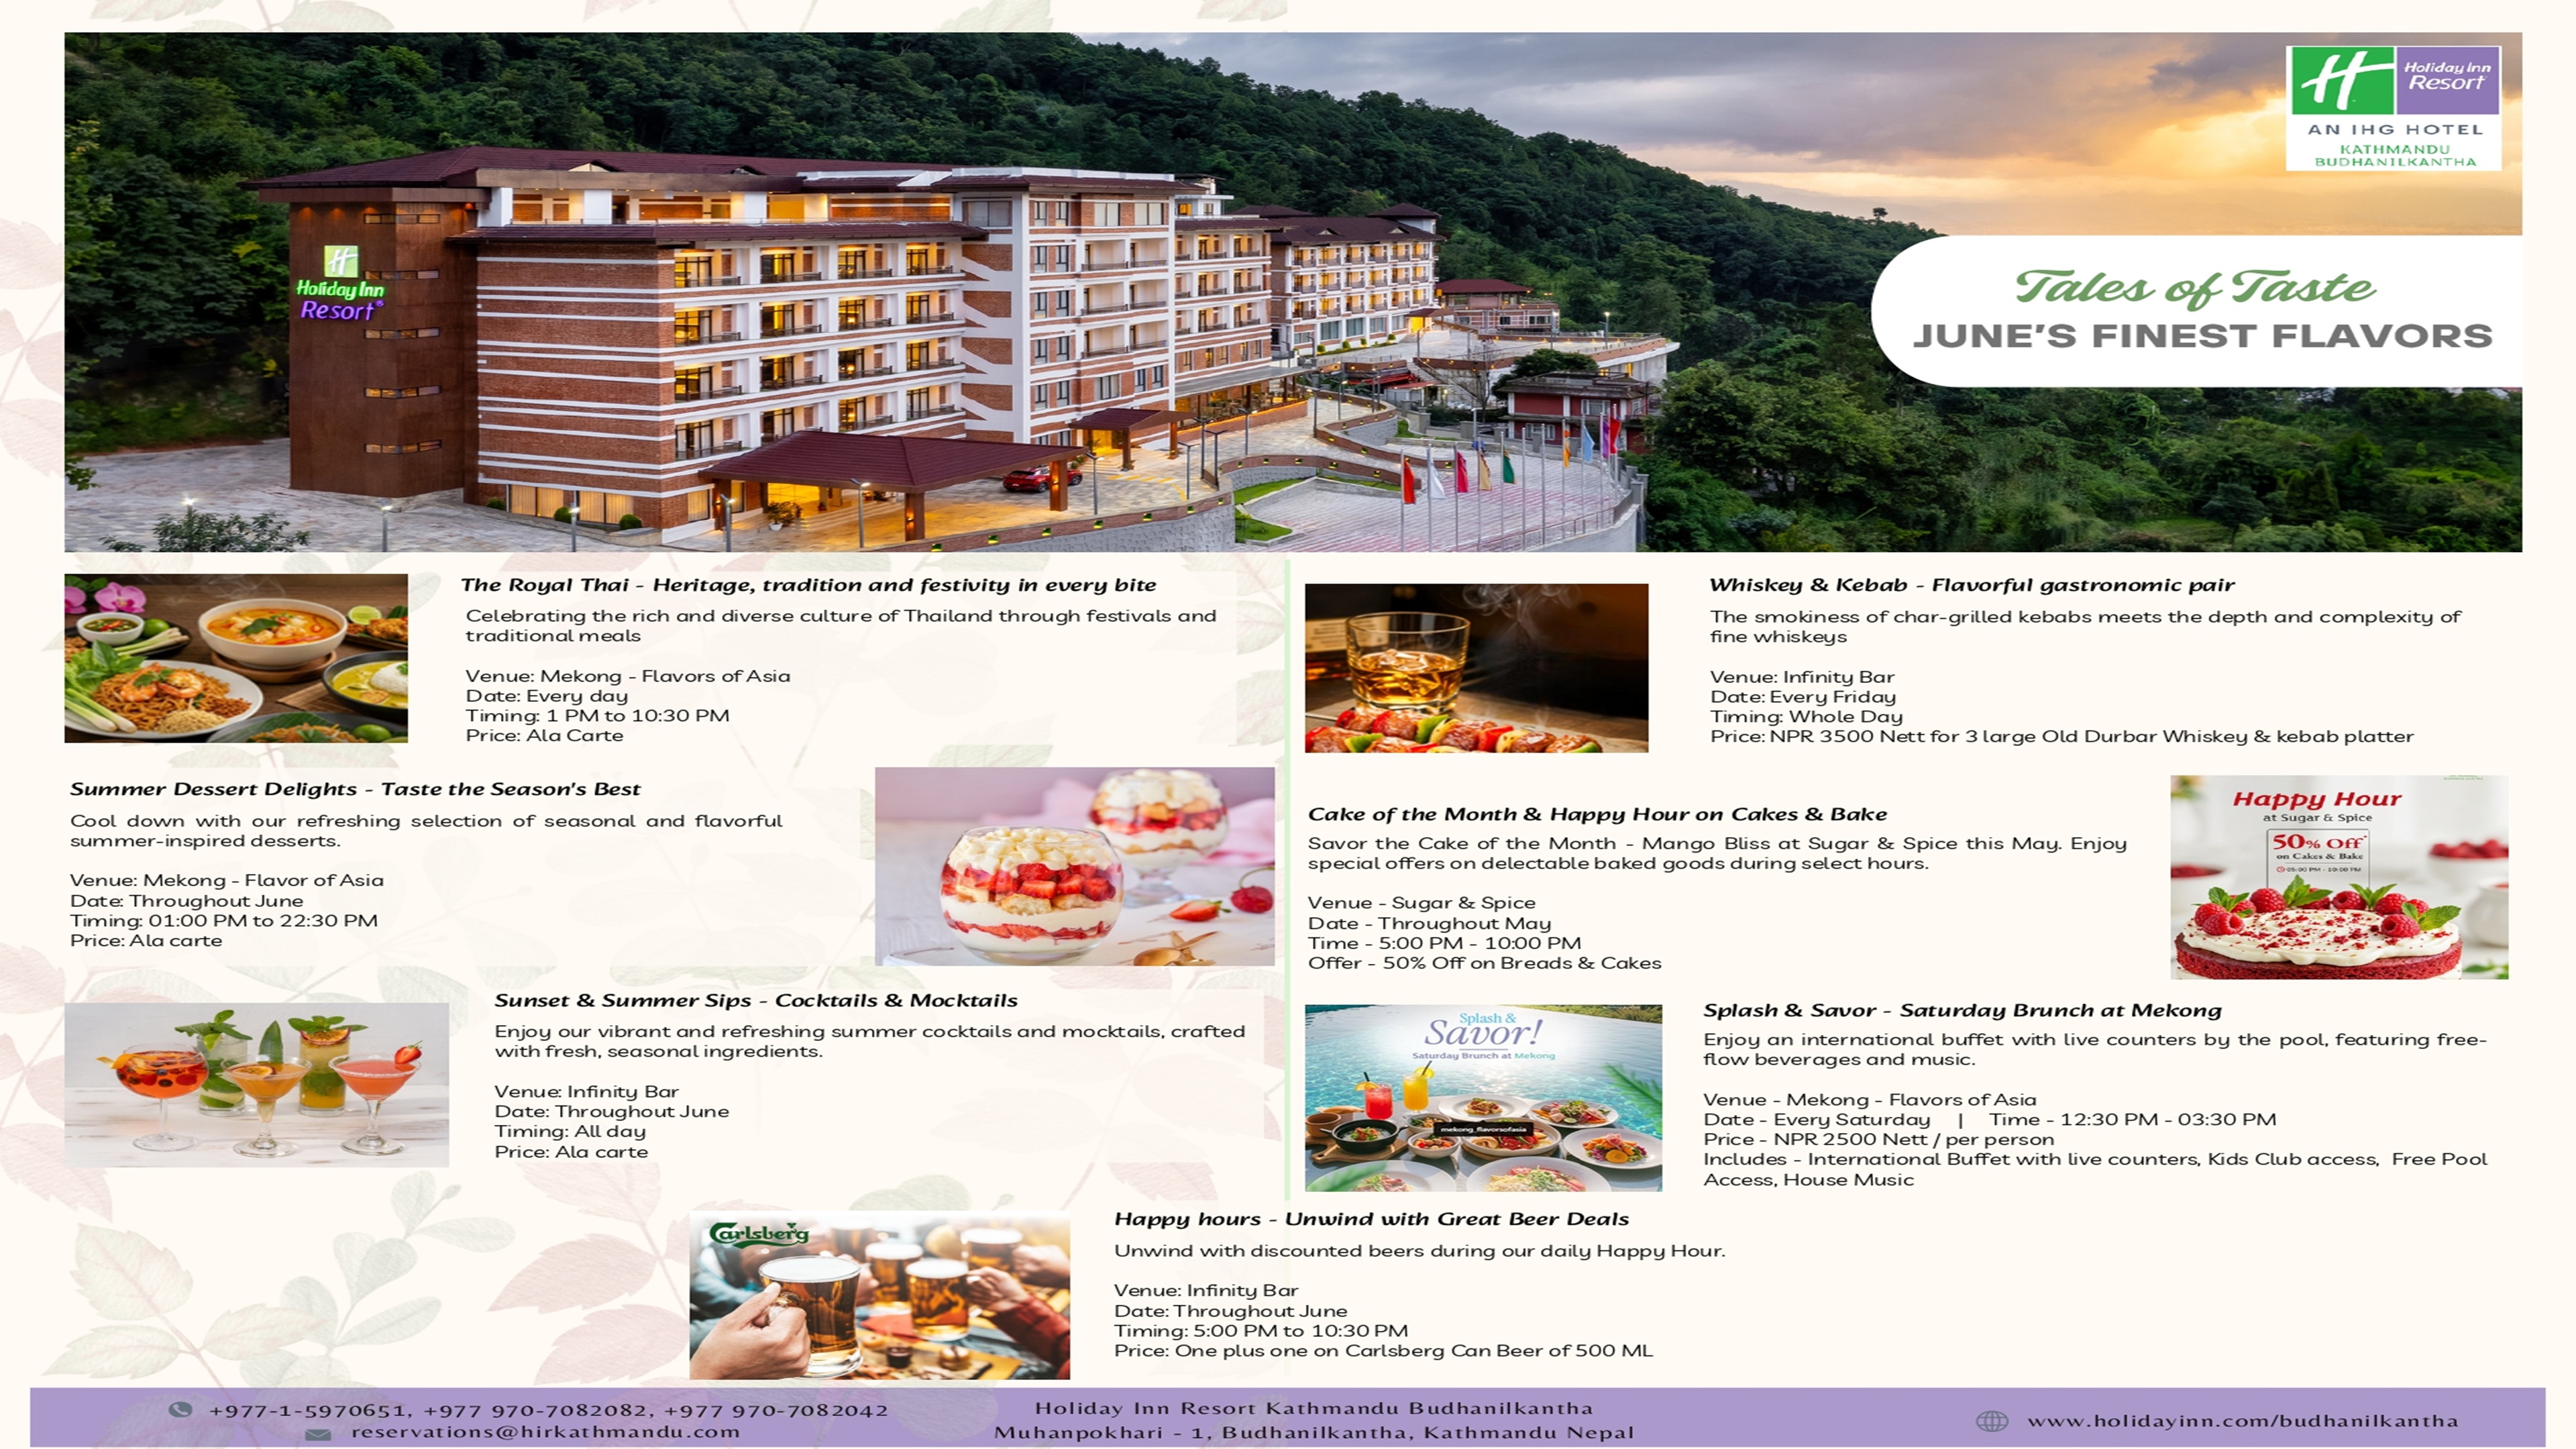 Holiday Inn
Resort
Holiday Inn
Resort
AN IHG HOTEL
KATHMANDU
BUDHANILKANTHA
Tales of Taste
JUNE'S FINEST FLAVORS
The Royal Thai - Heritage, tradition and festivity in every bite
Celebrating the rich and diverse culture of Thailand through festivals and
traditional meals
Venue: Mekong - Flavors of Asia
Date: Every day
Timing: 1 PM to 10:30 PM
Price: Ala Carte
Summer Dessert Delights - Taste the Season's Best
Cool down with our refreshing selection of seasonal and flavorful
summer-inspired desserts.
Venue: Mekong - Flavor of Asia
Date: Throughout June
Timing: 01:00 PM to 22:30 PM
Price: Ala carte
Sunset & Summer Sips - Cocktails & Mocktails
Enjoy our vibrant and refreshing summer cocktails and mocktails, crafted
with fresh, seasonal ingredients.
Venue: Infinity Bar
Date: Throughout June
Timing: All day
Price: Ala carte
Whiskey & Kebab - Flavorful gastronomic pair
The smokiness of char-grilled kebabs meets the depth and complexity of
fine whiskeys
Venue: Infinity Bar
Date: Every Friday
Timing: Whole Day
Price: NPR 3500 Nett for 3 large Old Durbar Whiskey & kebab platter
Cake of the Month & Happy Hour on Cakes & Bake
Savor the Cake of the Month - Mango Bliss at Sugar & Spice this May. Enjoy
special offers on delectable baked goods during select hours.
Venue - Sugar & Spice
Date - Throughout May
Time - 5:00 PM - 10:00 PM
Offer - 50% Off on Breads & Cakes
Happy Hour
at Sugar & Spice
50% Off*
on Cakes & Bake
05:00 PM - 10:00 PM
Splash &
Savor!
Saturday Brunch at Mekong
mekong_flavorsofasia
Splash & Savor - Saturday Brunch at Mekong
Enjoy an international buffet with live counters by the pool, featuring free-
flow beverages and music.
Venue - Mekong - Flavors of Asia
Date - Every Saturday | Time - 12:30 PM - 03:30 PM
Price - NPR 2500 Nett / per person
Includes - International Buffet with live counters, Kids Club access, Free Pool
Access, House Music
Carlsberg
Happy hours - Unwind with Great Beer Deals
Unwind with discounted beers during our daily Happy Hour.
Venue: Infinity Bar
Date: Throughout June
Timing: 5:00 PM to 10:30 PM
Price: One plus one on Carlsberg Can Beer of 500 ML
+977-1-5970651, +977 970-7082082, +977 970-7082042
reservations@hirkathmandu.com
Holiday Inn Resort Kathmandu Budhanilkantha
Muhanpokhari - 1, Budhanilkantha, Kathmandu Nepal
www.holidayinn.com/budhanilkantha